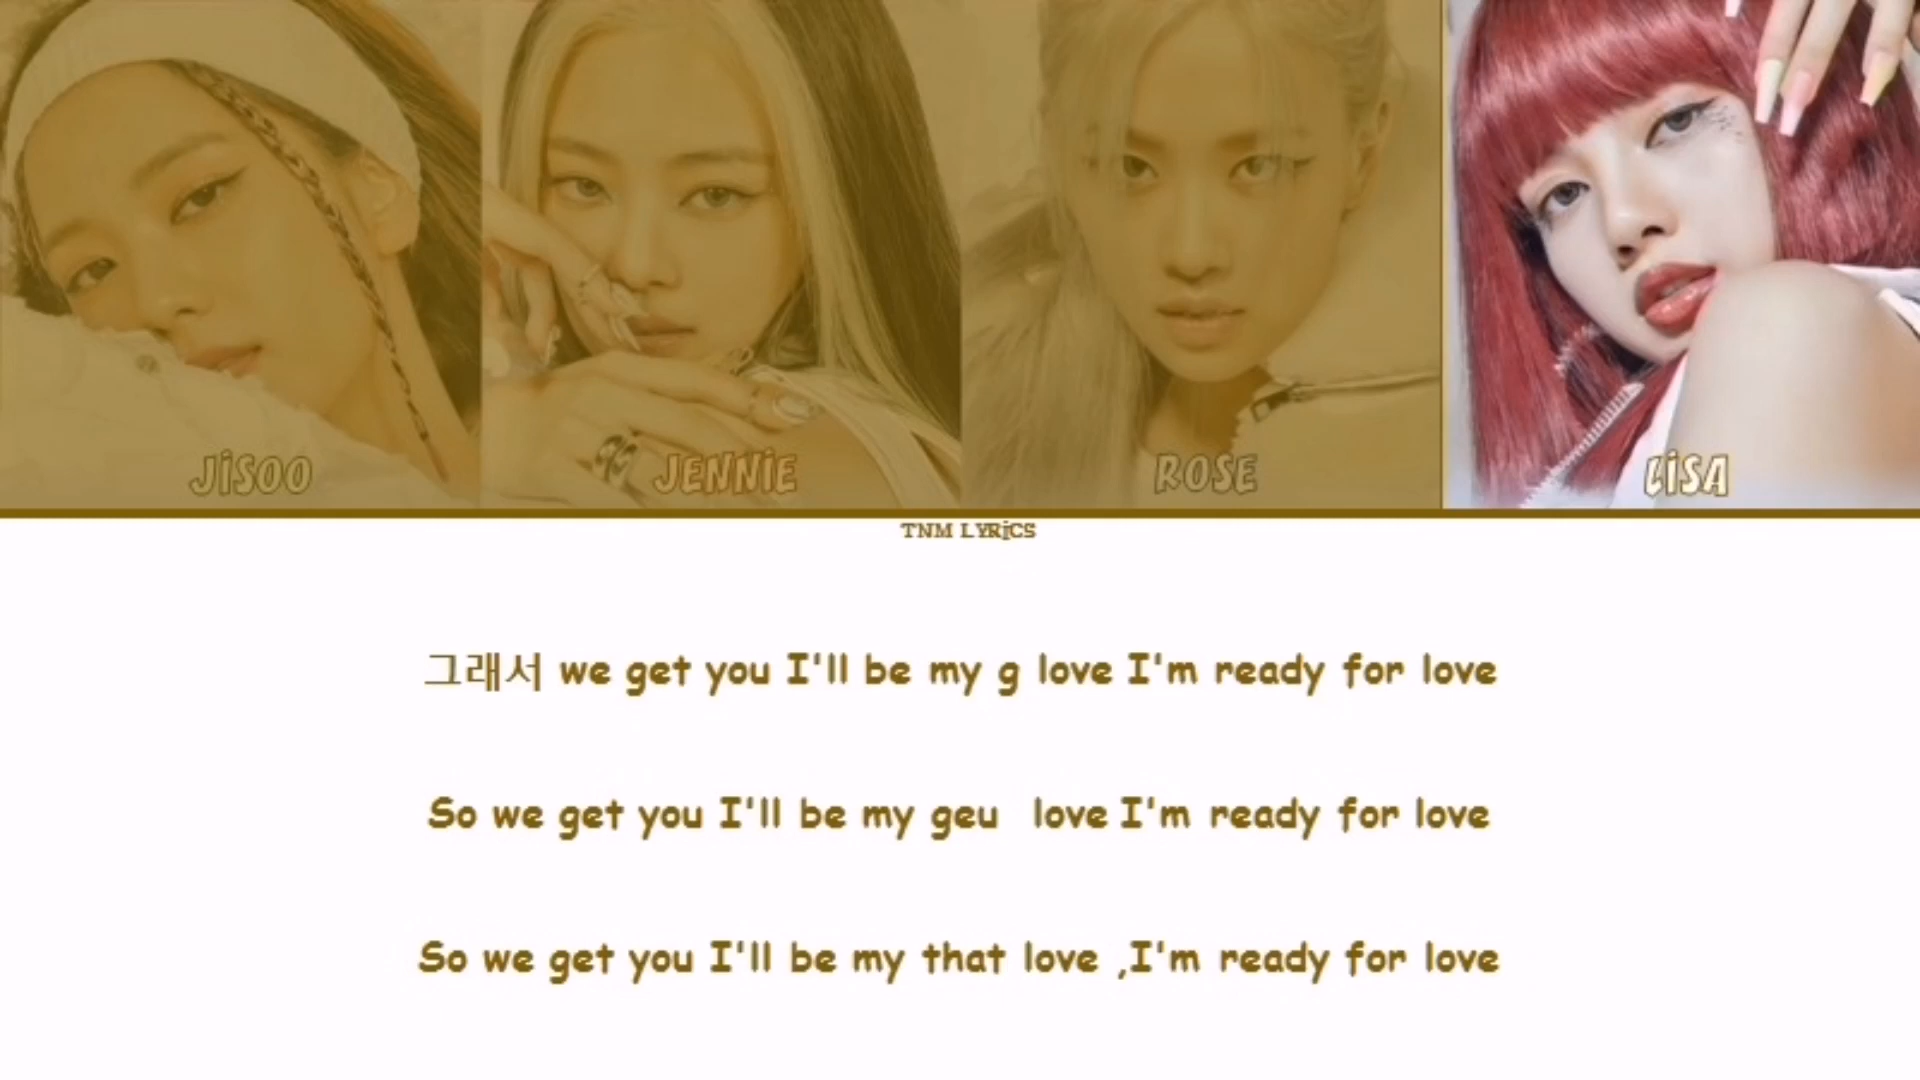 JiSOO
JENNiE
ROSE
LiSA
TNM LYRiCS
그래서 we get you I'll be my g love I'm ready for love
So we get you I'll be my geu love I'm ready for love
So we get you I'll be my that love ,I'm ready for love